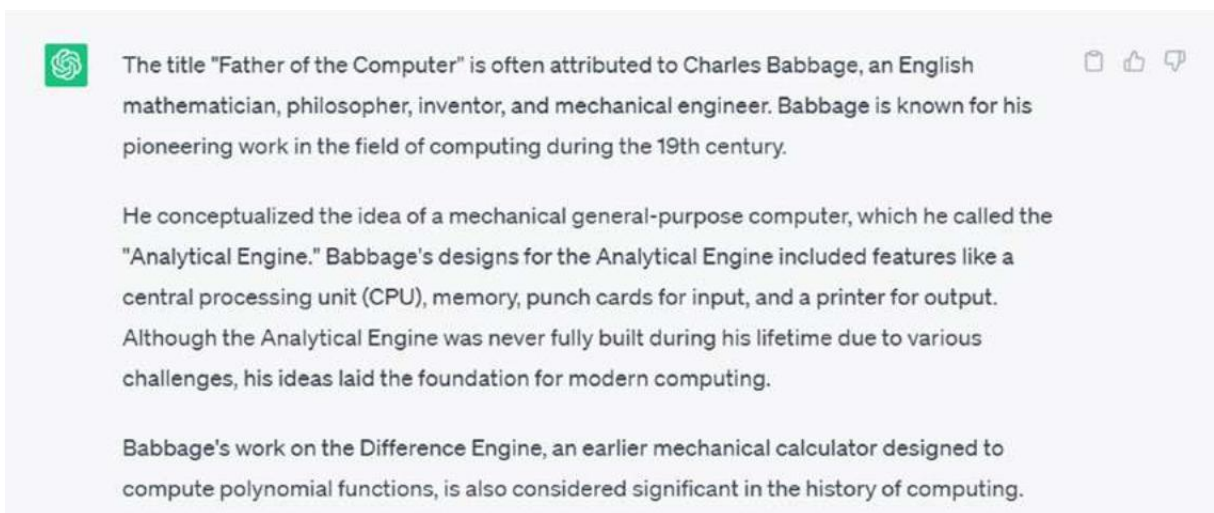 The title "Father of the Computer" is often attributed to Charles Babbage, an English
mathematician, philosopher, inventor, and mechanical engineer. Babbage is known for his
pioneering work in the field of computing during the 19th century.
He conceptualized the idea of a mechanical general-purpose computer, which he called the
"Analytical Engine." Babbage's designs for the Analytical Engine included features like a
central processing unit (CPU), memory, punch cards for input, and a printer for output.
Although the Analytical Engine was never fully built during his lifetime due to various
challenges, his ideas laid the foundation for modern computing.
Babbage's work on the Difference Engine, an earlier mechanical calculator designed to
compute polynomial functions, is also considered significant in the history of computing.